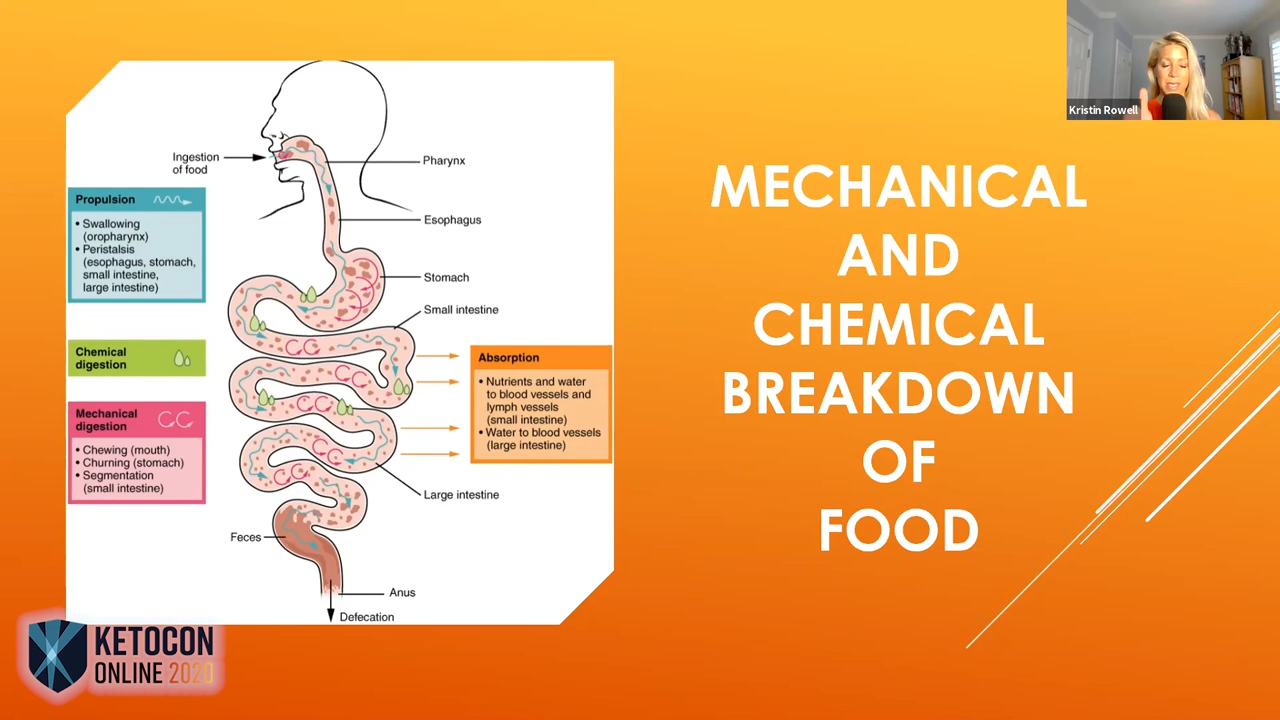 Kristin Rowell
MECHANICAL
AND
CHEMICAL
BREAKDOWN
OF
FOOD
Ingestion
of food
Pharynx
Esophagus
Stomach
Small intestine
Large intestine
Feces
Anus
Defecation
Propulsion
• Swallowing
(oropharynx)
• Peristalsis
(esophagus, stomach,
small intestine,
large intestine)
Chemical
digestion
Mechanical
digestion
• Chewing (mouth)
• Churning (stomach)
• Segmentation
(small intestine)
Absorption
• Nutrients and water
to blood vessels and
lymph vessels
(small intestine)
• Water to blood vessels
(large intestine)
KETOCON
ONLINE 2020